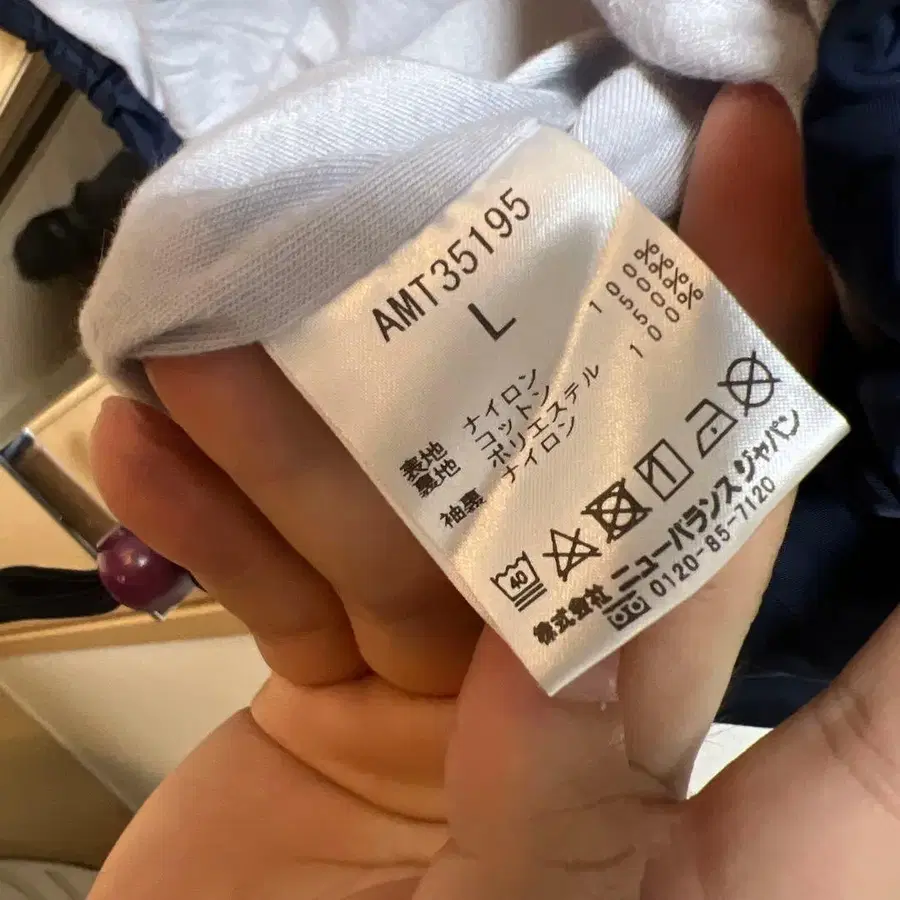 AMT35195
L
表地 ナイロン 100%
裏地 コットン 50%
ポリエステル 50%
袖裏 ナイロン 100%
40
株式会社 ニューバランス ジャパン
0120-85-7120